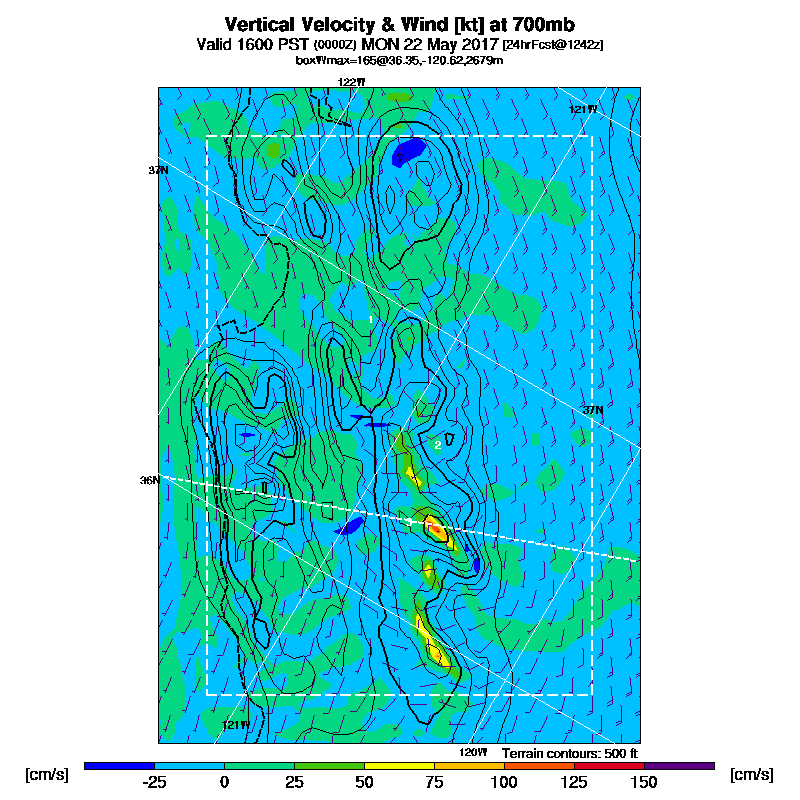 Vertical Velocity & Wind [kt] at 700mb
Valid 1600 PST (0000Z) MON 22 May 2017 [24hrFcst@1242z]
boxWmax=165@36.35,-120.62,2679m
122W
121W
37N
1
37N
2
36N
3
121W
120W
Terrain contours: 500 ft
[cm/s] -25 0 25 50 75 100 125 150 [cm/s]